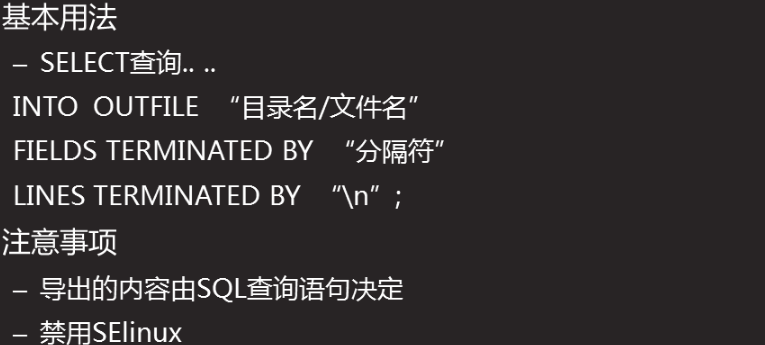 基本用法
– SELECT查询.. ..
INTO OUTFILE “目录名/文件名”
FIELDS TERMINATED BY “分隔符”
LINES TERMINATED BY “\n”;
注意事项
– 导出的内容由SQL查询语句决定
– 禁用SElinux